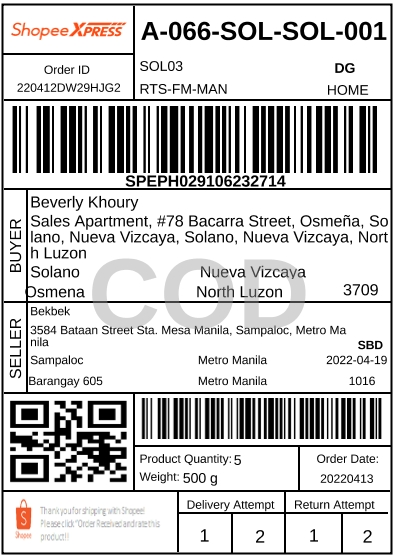 Shopee XPRESS
A-066-SOL-SOL-001
Order ID
220412DW29HJG2
SOL03
DG
RTS-FM-MAN
HOME
SPEPH029106232714
BUYER
Beverly Khoury
Sales Apartment, #78 Bacarra Street, Osmeña, So
lano, Nueva Vizcaya, Solano, Nueva Vizcaya, Nort
h Luzon
Solano Nueva Vizcaya
Osmena North Luzon 3709
COD
SELLER
Bekbek
3584 Bataan Street Sta. Mesa Manila, Sampaloc, Metro Ma
nila
SBD
Sampaloc Metro Manila 2022-04-19
Barangay 605 Metro Manila 1016
Product Quantity: 5
Weight: 500 g
Order Date:
20220413
Shopee
Thank you for shipping with Shopee!
Please click "Order Received and rate this
product!!
Delivery Attempt
Return Attempt
1 2 1 2